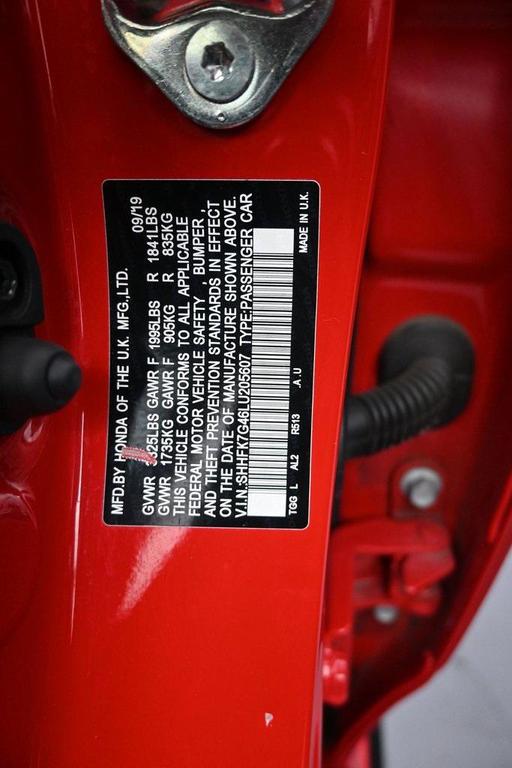 MFD.BY HONDA OF THE U.K. MFG.,LTD. 09/19
GVWR 3825LBS GAWR F 1995LBS R 1841LBS
GVWR 1735KG GAWR F 905KG R 835KG
THIS VEHICLE CONFORMS TO ALL APPLICABLE
FEDERAL MOTOR VEHICLE SAFETY , BUMPER ,
AND THEFT PREVENTION STANDARDS IN EFFECT
ON THE DATE OF MANUFACTURE SHOWN ABOVE.
V.I.N.:SHHFK7G46LU205607 TYPE:PASSENGER CAR
TGG L AL2 R513 .A .U MADE IN U.K.